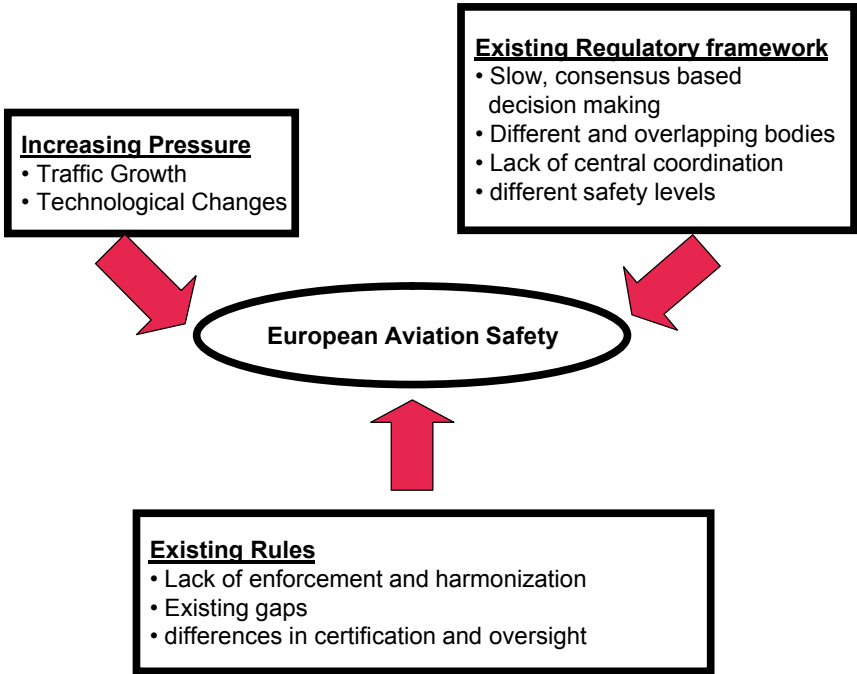 Increasing Pressure
• Traffic Growth
• Technological Changes
Existing Regulatory framework
• Slow, consensus based
decision making
• Different and overlapping bodies
• Lack of central coordination
• different safety levels
European Aviation Safety
Existing Rules
• Lack of enforcement and harmonization
• Existing gaps
• differences in certification and oversight